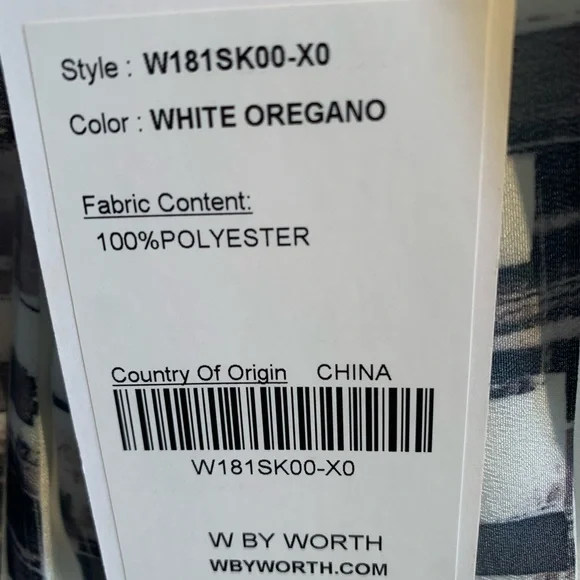 Style : W181SK00-X0
Color : WHITE OREGANO
Fabric Content:
100%POLYESTER
Country Of Origin CHINA
W181SK00-X0
W BY WORTH
WBYWORTH.COM